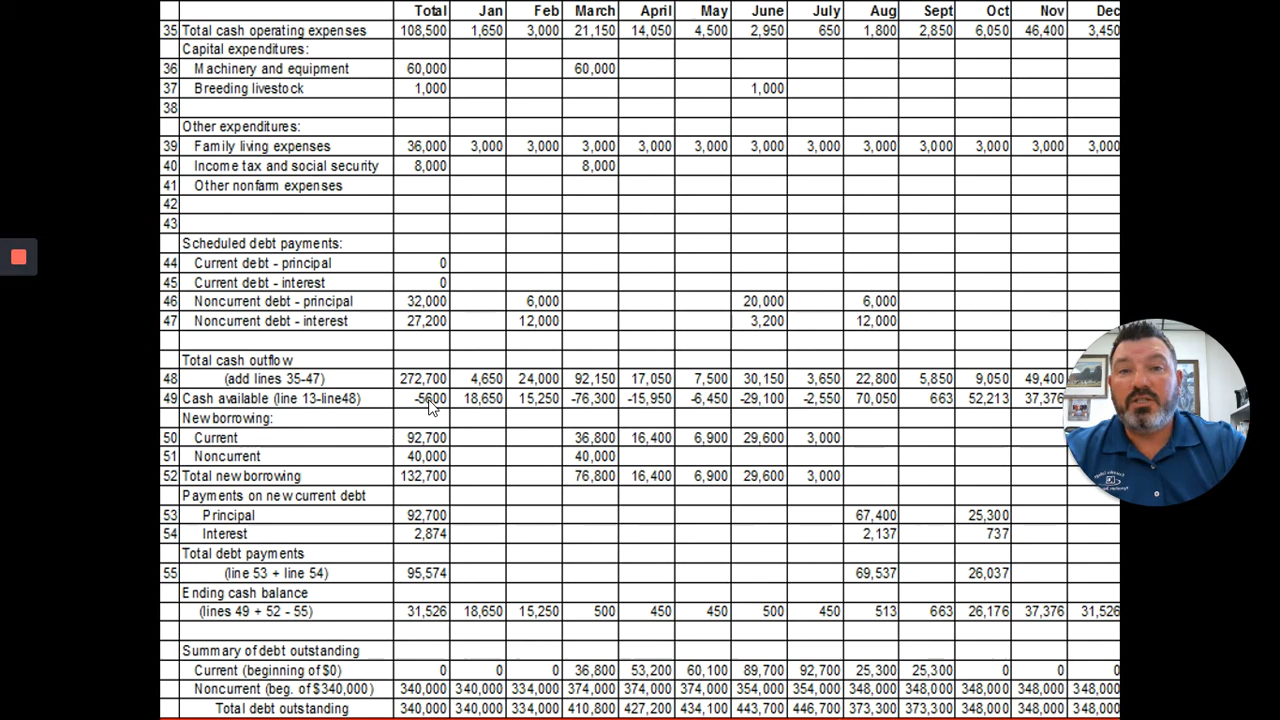 Total Jan Feb March April May June July Aug Sept Oct Nov Dec
35 Total cash operating expenses 108,500 1,650 3,000 21,150 14,050 4,500 2,950 650 1,800 2,850 6,050 46,400 3,450
Capital expenditures:
36 Machinery and equipment 60,000 60,000
37 Breeding livestock 1,000 1,000
38
Other expenditures:
39 Family living expenses 36,000 3,000 3,000 3,000 3,000 3,000 3,000 3,000 3,000 3,000 3,000 3,000 3,000
40 Income tax and social security 8,000 8,000
41 Other nonfarm expenses
42
43
Scheduled debt payments:
44 Current debt - principal 0
45 Current debt - interest 0
46 Noncurrent debt - principal 32,000 6,000 20,000 6,000
47 Noncurrent debt - interest 27,200 12,000 3,200 12,000
Total cash outflow
48 (add lines 35-47) 272,700 4,650 24,000 92,150 17,050 7,500 30,150 3,650 22,800 5,850 9,050 49,400
49 Cash available (line 13-line48) -5600 18,650 15,250 -76,300 -15,950 -6,450 -29,100 -2,550 70,050 663 52,213 37,376
New borrowing:
50 Current 92,700 36,800 16,400 6,900 29,600 3,000
51 Noncurrent 40,000 40,000
52 Total new borrowing 132,700 76,800 16,400 6,900 29,600 3,000
Payments on new current debt
53 Principal 92,700 67,400 25,300
54 Interest 2,874 2,137 737
Total debt payments
55 (line 53 + line 54) 95,574 69,537 26,037
Ending cash balance
(lines 49 + 52 - 55) 31,526 18,650 15,250 500 450 450 500 450 513 663 26,176 37,376 31,526
Summary of debt outstanding
Current (beginning of $0) 0 0 0 36,800 53,200 60,100 89,700 92,700 25,300 25,300 0 0 0
Noncurrent (beg. of $340,000) 340,000 340,000 334,000 374,000 374,000 374,000 354,000 354,000 348,000 348,000 348,000 348,000 348,000
Total debt outstanding 340,000 340,000 334,000 410,800 427,200 434,100 443,700 446,700 373,300 373,300 348,000 348,000 348,000